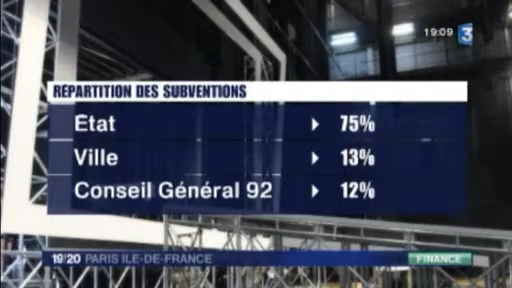 19:09 3
RÉPARTITION DES SUBVENTIONS
Etat 75%
Ville 13%
Conseil Général 92 12%
19/20 PARIS ILE-DE-FRANCE FINANCE